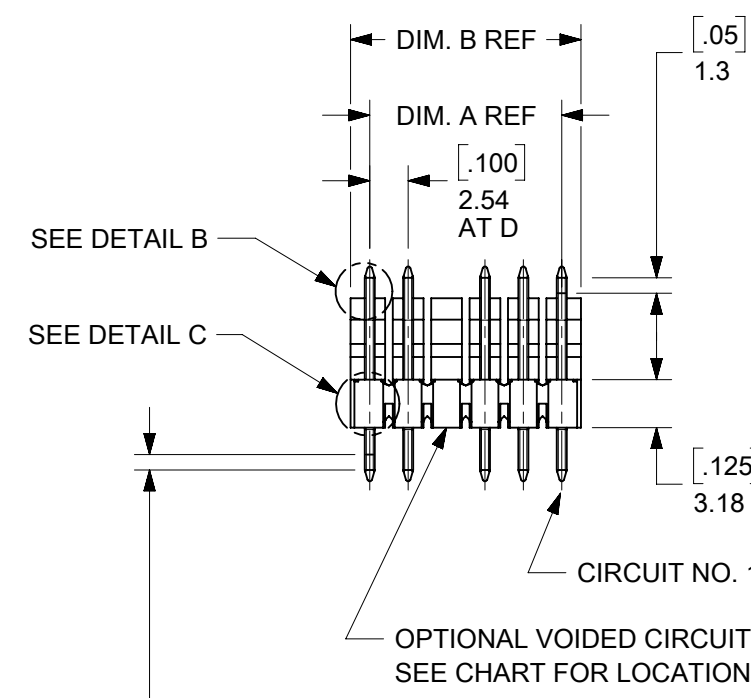 DIM. B REF
[.05]
1.3
DIM. A REF
[.100]
2.54
AT D
SEE DETAIL B
SEE DETAIL C
[.125]
3.18
CIRCUIT NO. 1
OPTIONAL VOIDED CIRCUIT
SEE CHART FOR LOCATION